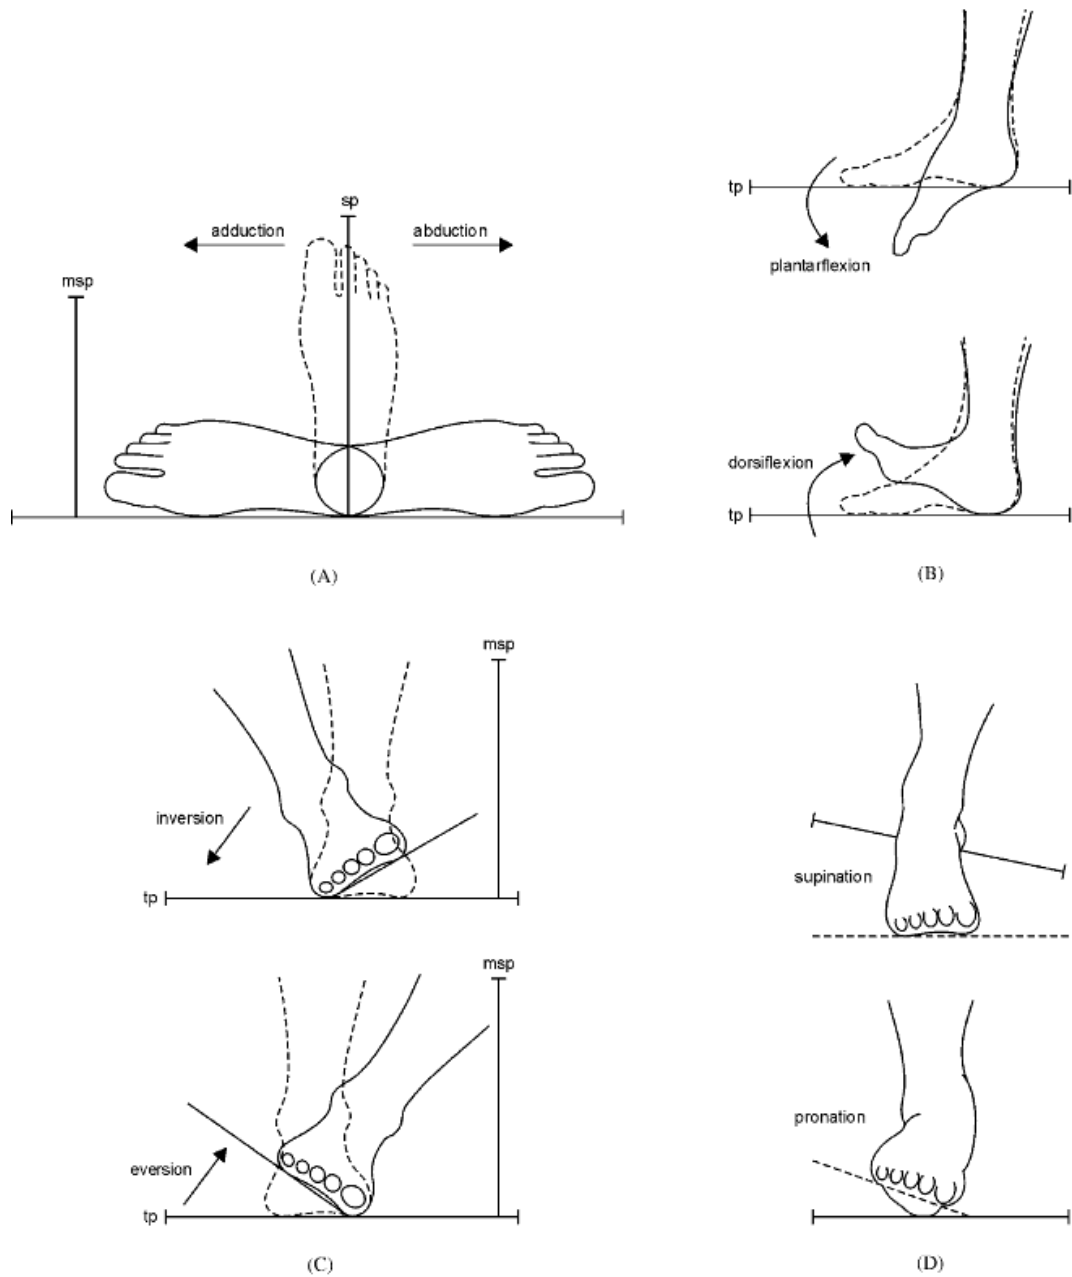 sp
adduction
abduction
msp
(A)
tp
plantarflexion
dorsiflexion
tp
(B)
msp
inversion
tp
msp
eversion
tp
(C)
supination
pronation
(D)